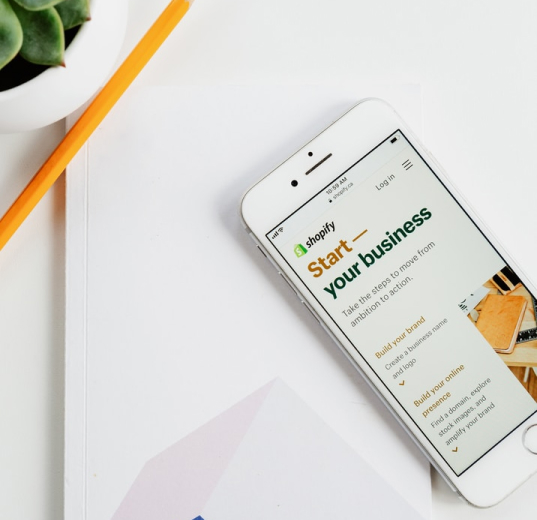 10:59 AM
shopify.ca
Log in
shopify
Start —
your business
Take the steps to move from
ambition to action.
Build your brand
Create a business name
and logo
Build your online
presence
Find a domain, explore
stock images, and
amplify your brand